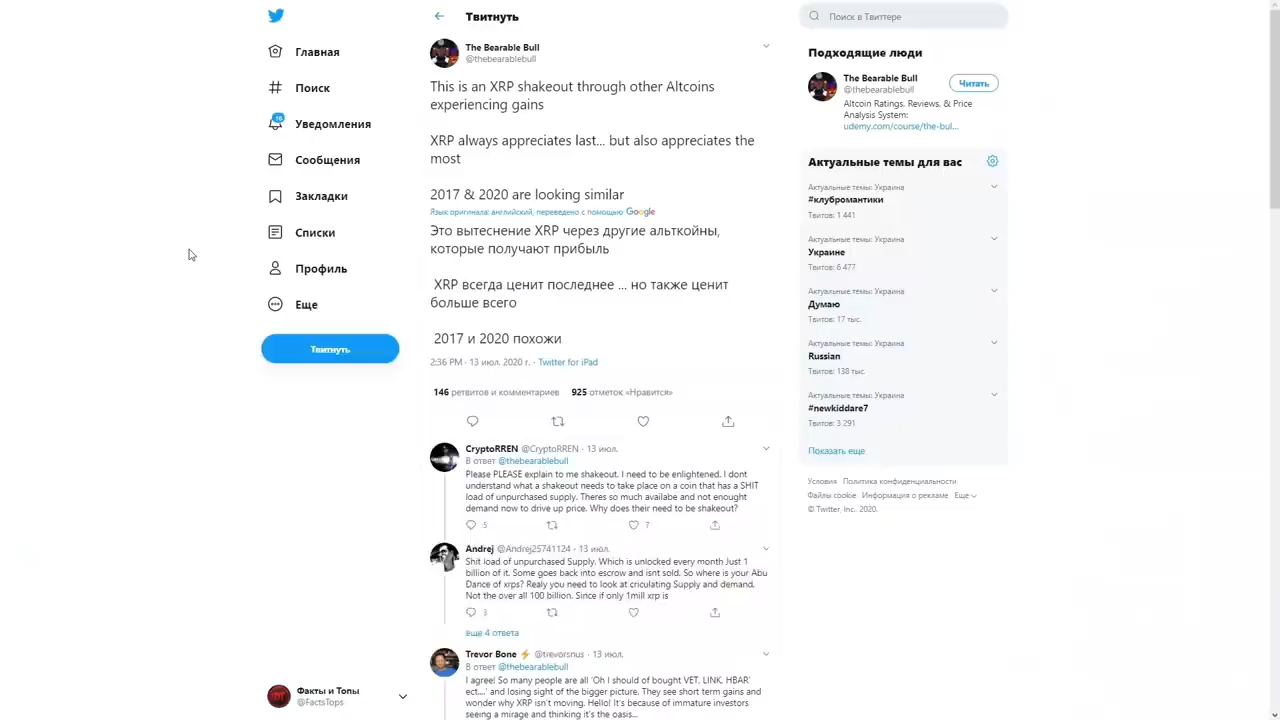 Главная
Поиск
16
Уведомления
Сообщения
Закладки
Списки
Профиль
Еще
Твитнуть
Факты и Топы
@FactsTops
Твитнуть
The Bearable Bull
@thebearablebull
This is an XRP shakeout through other Altcoins
experiencing gains
XRP always appreciates last... but also appreciates the
most
2017 & 2020 are looking similar
Язык оригинала: английский, переведено с помощью Google
Это вытеснение XRP через другие альткойны,
которые получают прибыль
XRP всегда ценит последнее ... но также ценит
больше всего
2017 и 2020 похожи
2:36 PM · 13 июл. 2020 г. · Twitter for iPad
146 ретвитов и комментариев 925 отметок «Нравится»
CryptoRREN @CryptoRREN · 13 июл.
В ответ @thebearablebull
Please PLEASE explain to me shakeout. I need to be enlightened. I dont
understand what a shakeout needs to take place on a coin that has a SHIT
load of unpurchased supply. Theres so much availabe and not enought
demand now to drive up price. Why does their need to be shakeout?
5 7
Andrej @Andrej25741124 · 13 июл.
Shit load of unpurchased Supply. Which is unlocked every month Just 1
billion of it. Some goes back into escrow and isnt sold. So where is your Abu
Dance of xrps? Realy you need to look at criculating Supply and demand.
Not the over all 100 billion. Since if only 1mill xrp is
3
Еще 4 ответа
Trevor Bone ⚡ @trevorsnus · 13 июл.
В ответ @thebearablebull
I agree! So many people are all 'Oh I should of bought VET, LINK, HBAR'
ect....' and losing sight of the bigger picture. They see short term gains and
wonder why XRP isn't moving. Hello! It's because of immature investors
seeing a mirage and thinking it's the oasis...
Поиск в Твиттере
Подходящие люди
The Bearable Bull
@thebearablebull
Читать
Altcoin Ratings, Reviews, & Price
Analysis System:
udemy.com/course/the-bul...
Актуальные темы для вас
Актуальные темы: Украина
#клубромантики
Твитов: 1 441
Актуальные темы: Украина
Украине
Твитов: 6 477
Актуальные темы: Украина
Думаю
Твитов: 17 тыс.
Актуальные темы: Украина
Russian
Твитов: 138 тыс.
Актуальные темы: Украина
#newkiddare7
Твитов: 3 291
Показать еще
Условия Политика конфиденциальности
Файлы cookie Информация о рекламе Еще
© Twitter, Inc.. 2020.